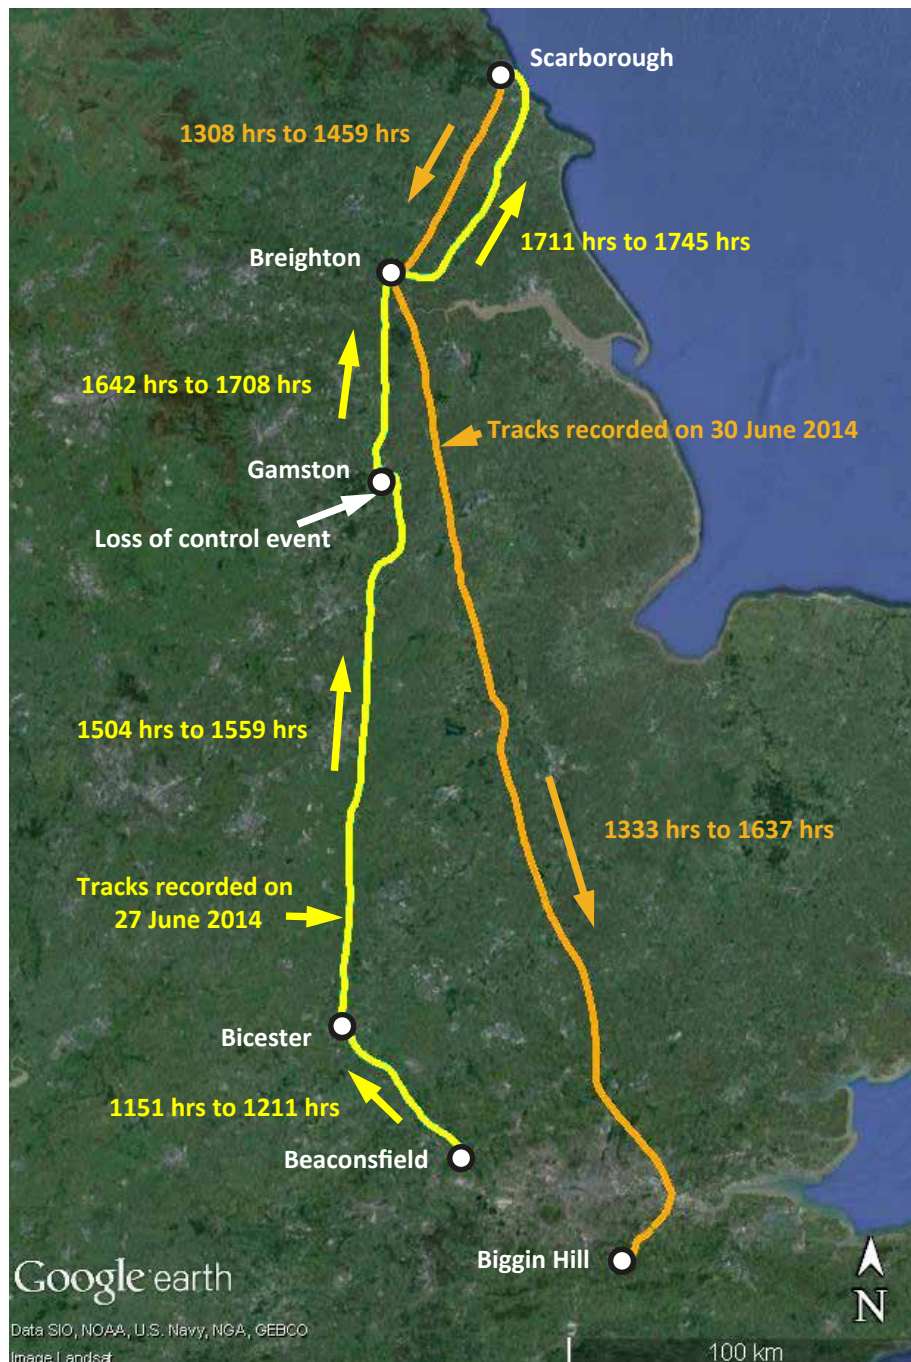 Scarborough
1308 hrs to 1459 hrs
1711 hrs to 1745 hrs
Breighton
1642 hrs to 1708 hrs
Tracks recorded on 30 June 2014
Gamston
Loss of control event
1504 hrs to 1559 hrs
1333 hrs to 1637 hrs
Tracks recorded on
27 June 2014
Bicester
1151 hrs to 1211 hrs
Beaconsfield
Biggin Hill
Google earth
N
Data SIO, NOAA, U.S. Navy, NGA, GEBCO
Image Landsat
100 km